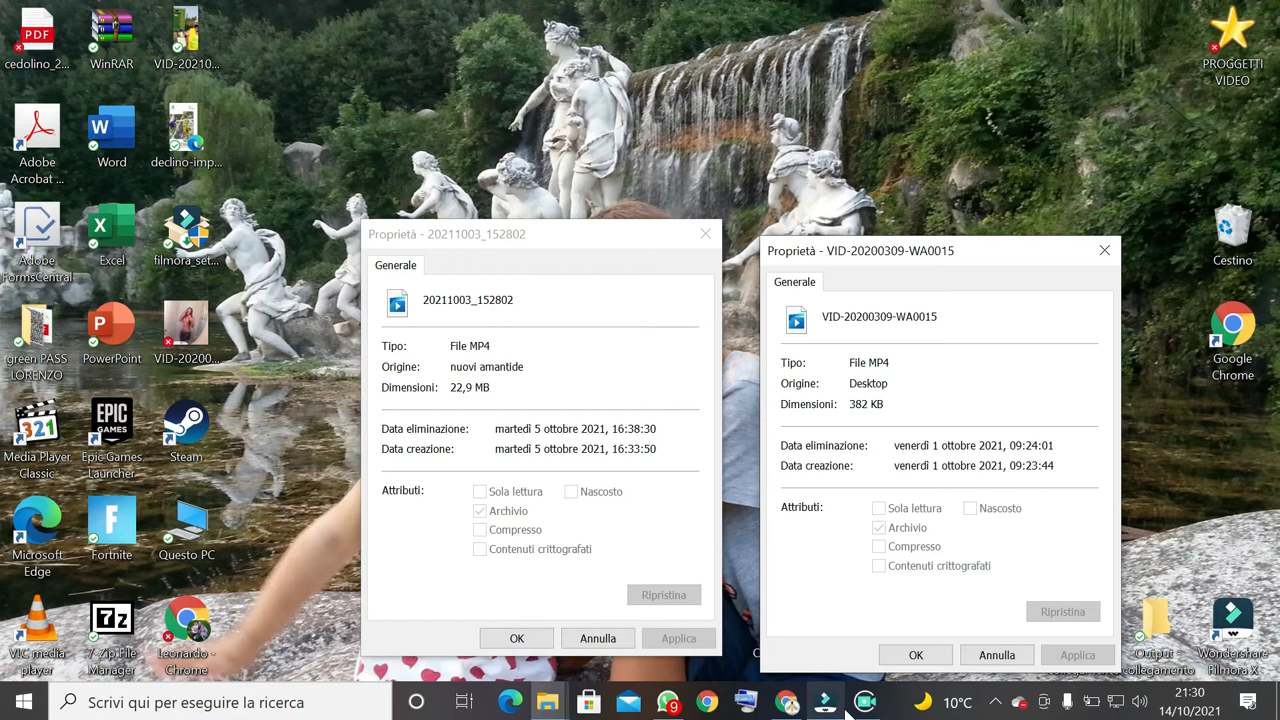 cedolino_2...
WinRAR
VID-20210...
PROGGETTI
VIDEO
Adobe
Acrobat ...
Word
declino-imp...
Adobe
FormsCentral
Excel
filmora_set...
Cestino
green PASS
LORENZO
PowerPoint
VID-20200...
Google
Chrome
Media Player
Classic
Epic Games
Launcher
Steam
Microsoft
Edge
Fortnite
Questo PC
VLC media
player
7-Zip File
Manager
Leonardo -
Chrome
Wondershare
Filmora X
PDF
321
EPIC
GAMES
7z
Proprietà - 20211003_152802
Generale
20211003_152802
Tipo: File MP4
Origine: nuovi amantide
Dimensioni: 22,9 MB
Data eliminazione: martedì 5 ottobre 2021, 16:38:30
Data creazione: martedì 5 ottobre 2021, 16:33:50
Attributi: Sola lettura Nascosto
Archivio
Compresso
Contenuti crittografati
Ripristina
OK Annulla Applica
Proprietà - VID-20200309-WA0015
Generale
VID-20200309-WA0015
Tipo: File MP4
Origine: Desktop
Dimensioni: 382 KB
Data eliminazione: venerdì 1 ottobre 2021, 09:24:01
Data creazione: venerdì 1 ottobre 2021, 09:23:44
Attributi: Sola lettura Nascosto
Archivio
Compresso
Contenuti crittografati
Ripristina
OK Annulla Applica
Scrivi qui per eseguire la ricerca
9
10°C
21:30
14/10/2021